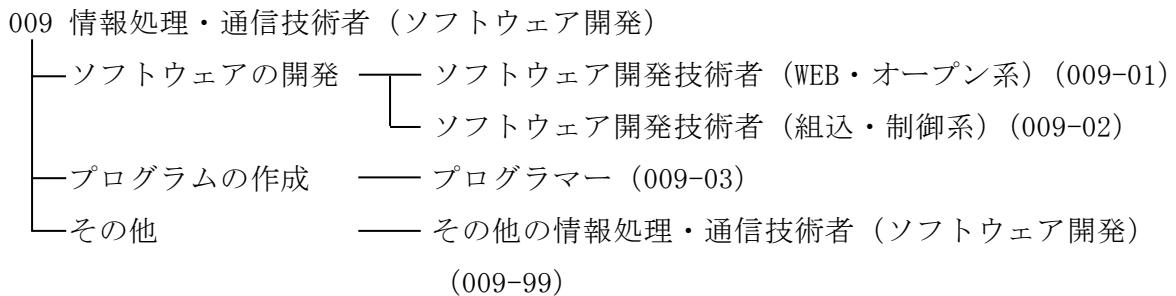 009 情報処理・通信技術者（ソフトウェア開発）
ソフトウェアの開発 ソフトウェア開発技術者（WEB・オープン系）(009-01)
ソフトウェア開発技術者（組込・制御系）(009-02)
プログラムの作成 プログラマー（009-03）
その他 その他の情報処理・通信技術者（ソフトウェア開発）
（009-99）